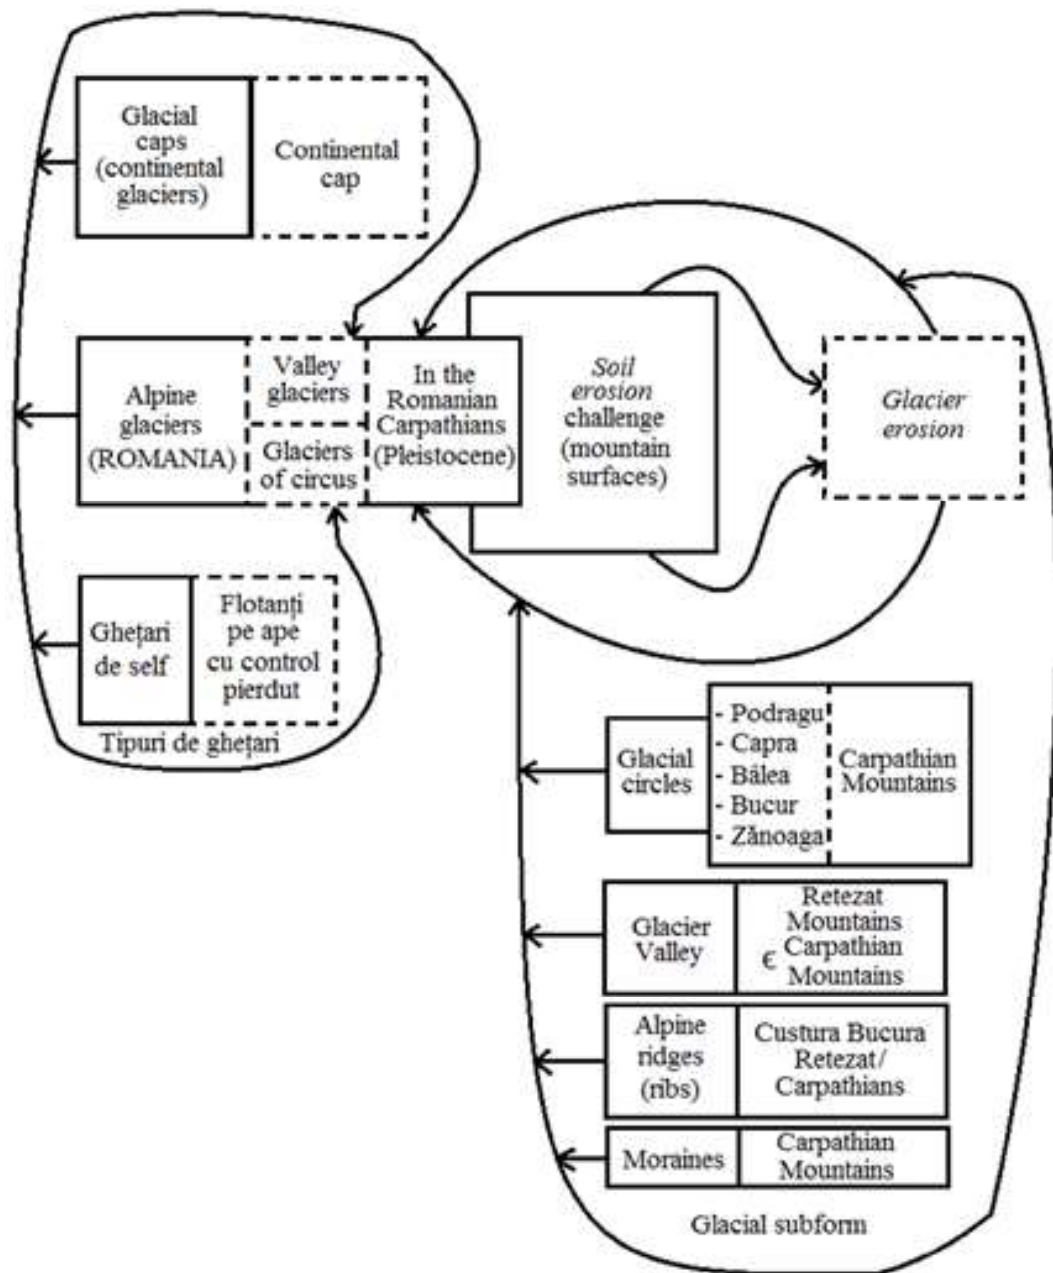 Glacial
caps
(continental
glaciers)
Continental
cap
Alpine
glaciers
(ROMANIA)
Valley
glaciers
Glaciers
of circus
In the
Romanian
Carpathians
(Pleistocene)
Soil
erosion
challenge
(mountain
surfaces)
Glacier
erosion
Ghețari
de self
Flotanți
pe ape
cu control
pierdut
Tipuri de ghețari
Glacial
circles
- Podragu
- Capra
- Bâlea
- Bucur
- Zănoaga
Carpathian
Mountains
Glacier
Valley
Retezat
Mountains
€ Carpathian
Mountains
Alpine
ridges
(ribs)
Custura Bucura
Retezat/
Carpathians
Moraines
Carpathian
Mountains
Glacial subform